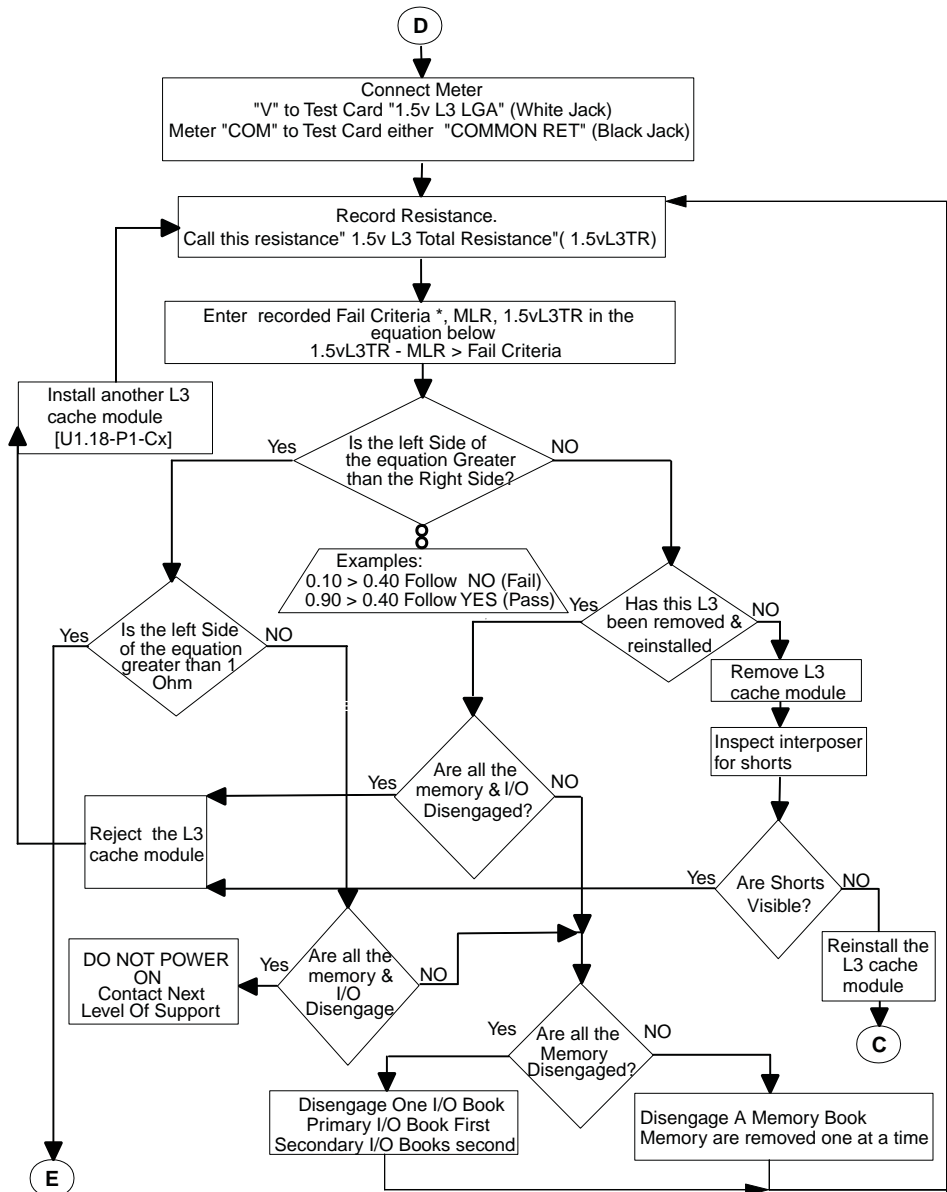 D
Connect Meter
"V" to Test Card "1.5v L3 LGA" (White Jack)
Meter "COM" to Test Card either "COMMON RET" (Black Jack)
Record Resistance.
Call this resistance" 1.5v L3 Total Resistance"( 1.5vL3TR)
Enter recorded Fail Criteria *, MLR, 1.5vL3TR in the
equation below
1.5vL3TR - MLR > Fail Criteria
Install another L3
cache module
[U1.18-P1-Cx]
Yes
Is the left Side of
the equation Greater
than the Right Side?
NO
Examples:
0.10 > 0.40 Follow NO (Fail)
0.90 > 0.40 Follow YES (Pass)
Yes
Is the left Side
of the equation
greater than 1
Ohm
NO
Yes
Has this L3
been removed &
reinstalled
NO
Remove L3
cache module
Inspect interposer
for shorts
Yes
Are all the
memory & I/O
Disengaged?
NO
Reject the L3
cache module
Yes
Are Shorts
Visible?
NO
Reinstall the
L3 cache
module
C
DO NOT POWER
ON
Contact Next
Level Of Support
Yes
Are all the
memory &
I/O
Disengage
NO
Yes
Are all the
Memory
Disengaged?
NO
Disengage One I/O Book
Primary I/O Book First
Secondary I/O Books second
Disengage A Memory Book
Memory are removed one at a time
E